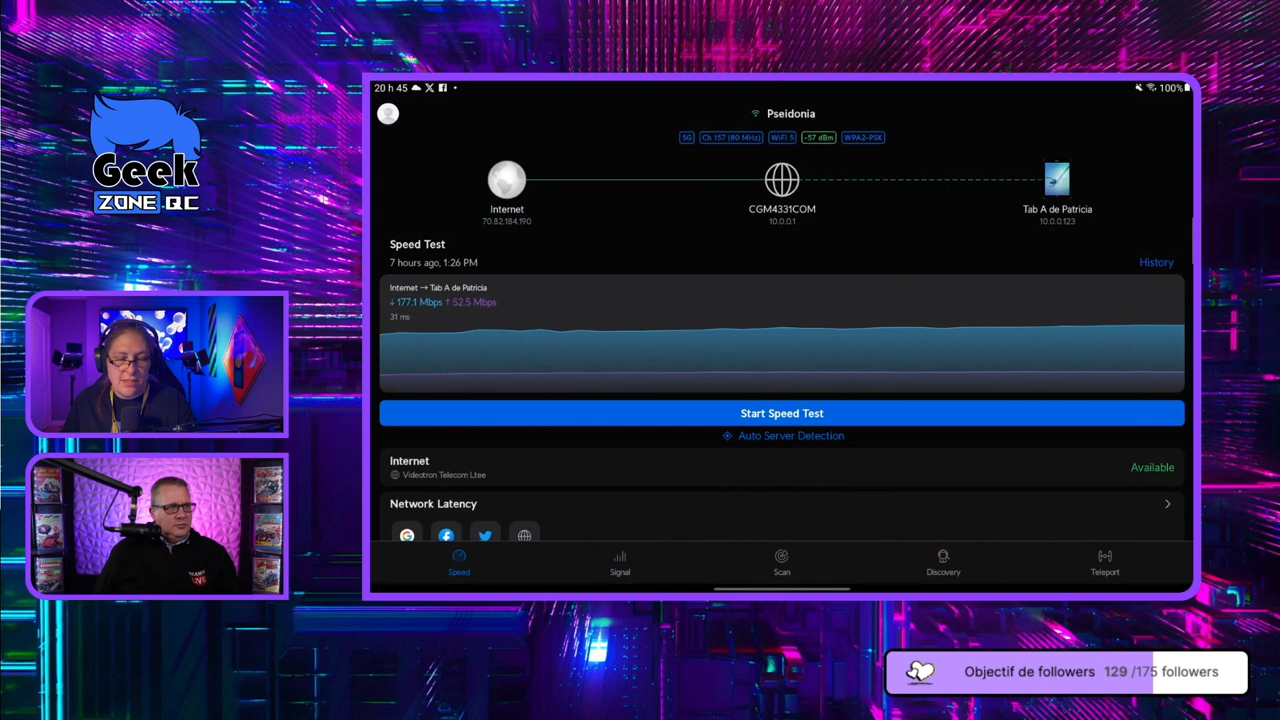 Geek
ZONE QC
20 h 45
100%
Pseidonia
5G
Ch 157 (80 MHz)
WiFi 5
-57 dBm
WPA2-PSK
Internet
70.82.184.190
CGM4331COM
10.0.0.1
Tab A de Patricia
10.0.0.123
Speed Test
7 hours ago, 1:26 PM
History
Internet → Tab A de Patricia
↓ 177.1 Mbps ↑ 52.5 Mbps
31 ms
Start Speed Test
Auto Server Detection
Internet
Videotron Telecom Ltee
Available
Network Latency
Speed
Signal
Scan
Discovery
Teleport
LIVE
Objectif de followers 129 /175 followers